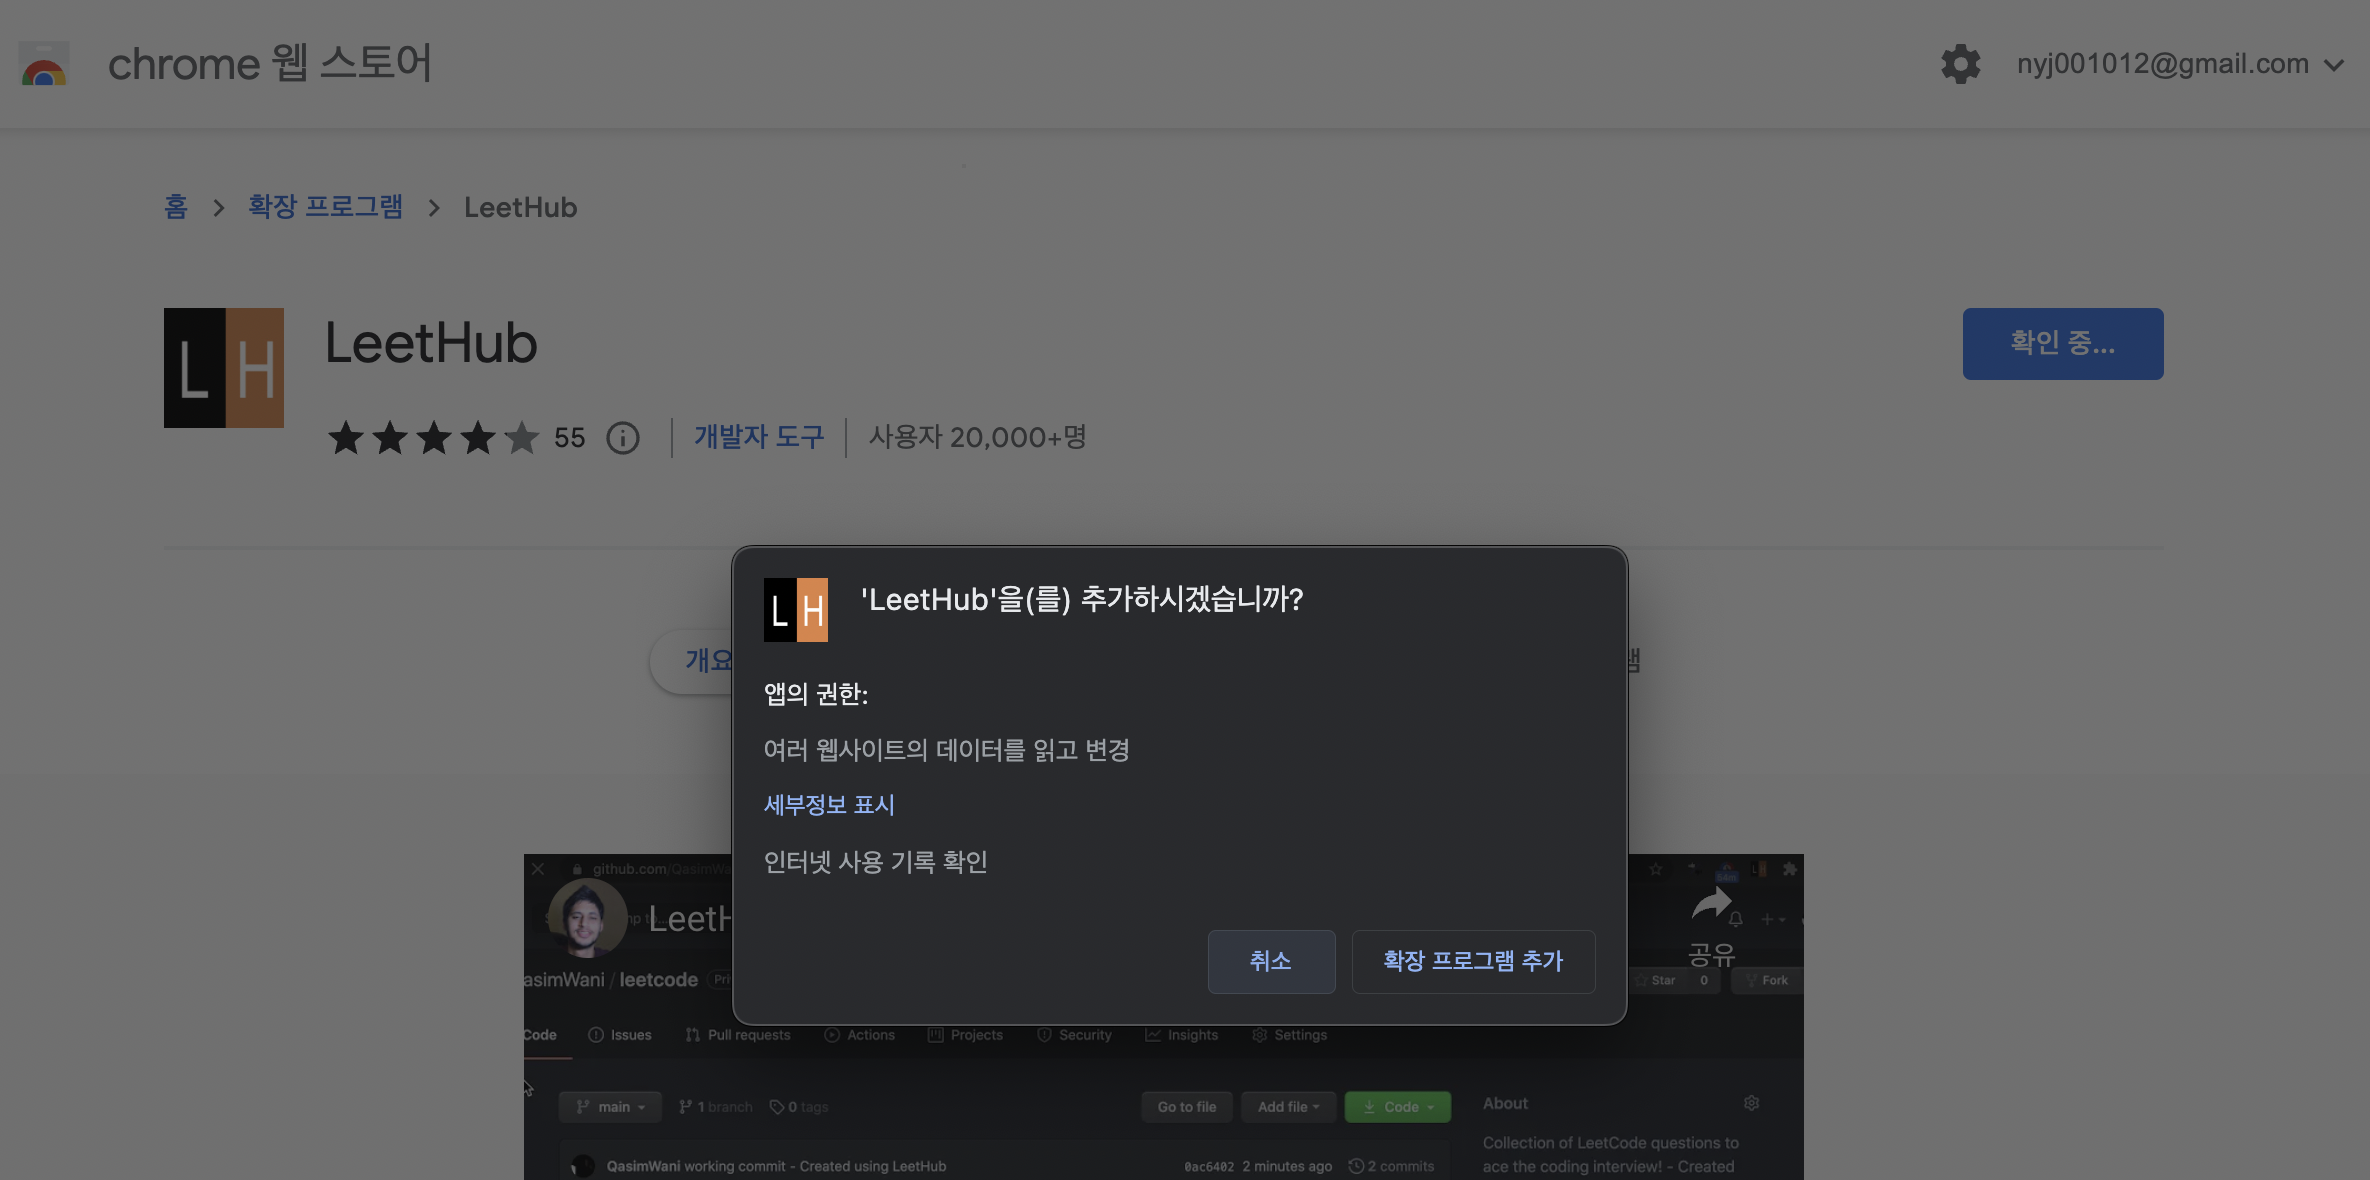 chrome 웹 스토어
nyj001012@gmail.com
홈 > 확장 프로그램 > LeetHub
LH
LeetHub
확인 중...
55
개발자 도구
사용자 20,000+명
LH
'LeetHub'을(를) 추가하시겠습니까?
개요
램
앱의 권한:
여러 웹사이트의 데이터를 읽고 변경
세부정보 표시
인터넷 사용 기록 확인
취소
확장 프로그램 추가
github.com/QasimWa
LeetH
공유
asimWani / leetcode
Star 0
Fork
Code
Issues
Pull requests
Actions
Projects
Security
Insights
Settings
main
1 branch
0 tags
Go to file
Add file
Code
About
Collection of LeetCode questions to
ace the coding interview! - Created
QasimWani working commit - Created using LeetHub
0ac6402 2 minutes ago
2 commits